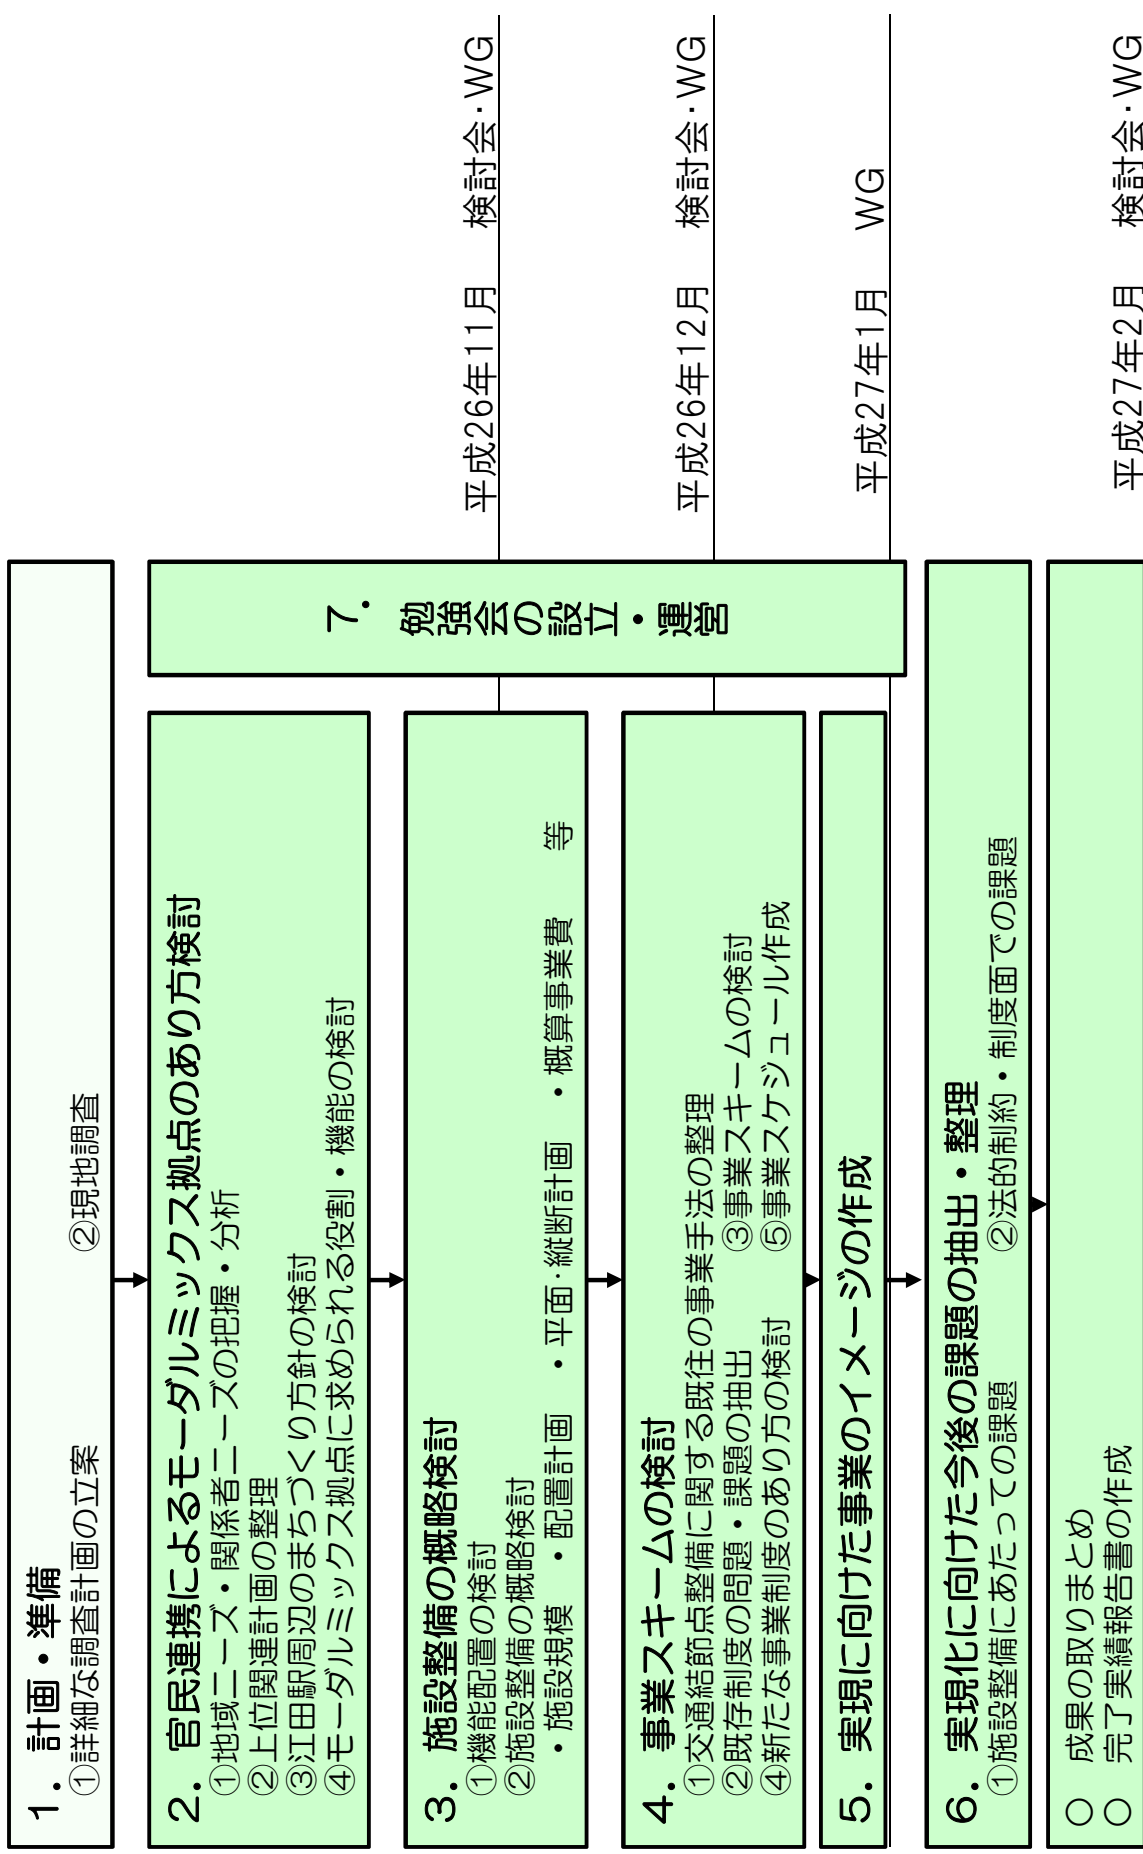 1．計画・準備
①詳細な調査計画の立案　②現地調査
2．官民連携によるモーダルミックス拠点のあり方検討
①地域ニーズ・関係者ニーズの把握・分析
②上位関連計画の整理
③江田駅周辺のまちづくり方針の検討
④モーダルミックス拠点に求められる役割・機能の検討
3．施設整備の概略検討
①機能配置の検討
②施設整備の概略検討
・施設規模　・配置計画　・平面･縦断計画　・概算事業費　等
4．事業スキームの検討
①交通結節点整備に関する既往の事業手法の整理
②既存制度の問題・課題の抽出　③事業スキームの検討
④新たな事業制度のあり方の検討　⑤事業スケジュール作成
5．実現に向けた事業のイメージの作成
6．実現化に向けた今後の課題の抽出・整理
①施設整備にあたっての課題　②法的制約・制度面での課題
○　成果の取りまとめ
○　完了実績報告書の作成
7．勉強会の設立・運営
平成26年11月　検討会･WG
平成26年12月　検討会･WG
平成27年1月　WG
平成27年2月　検討会･WG